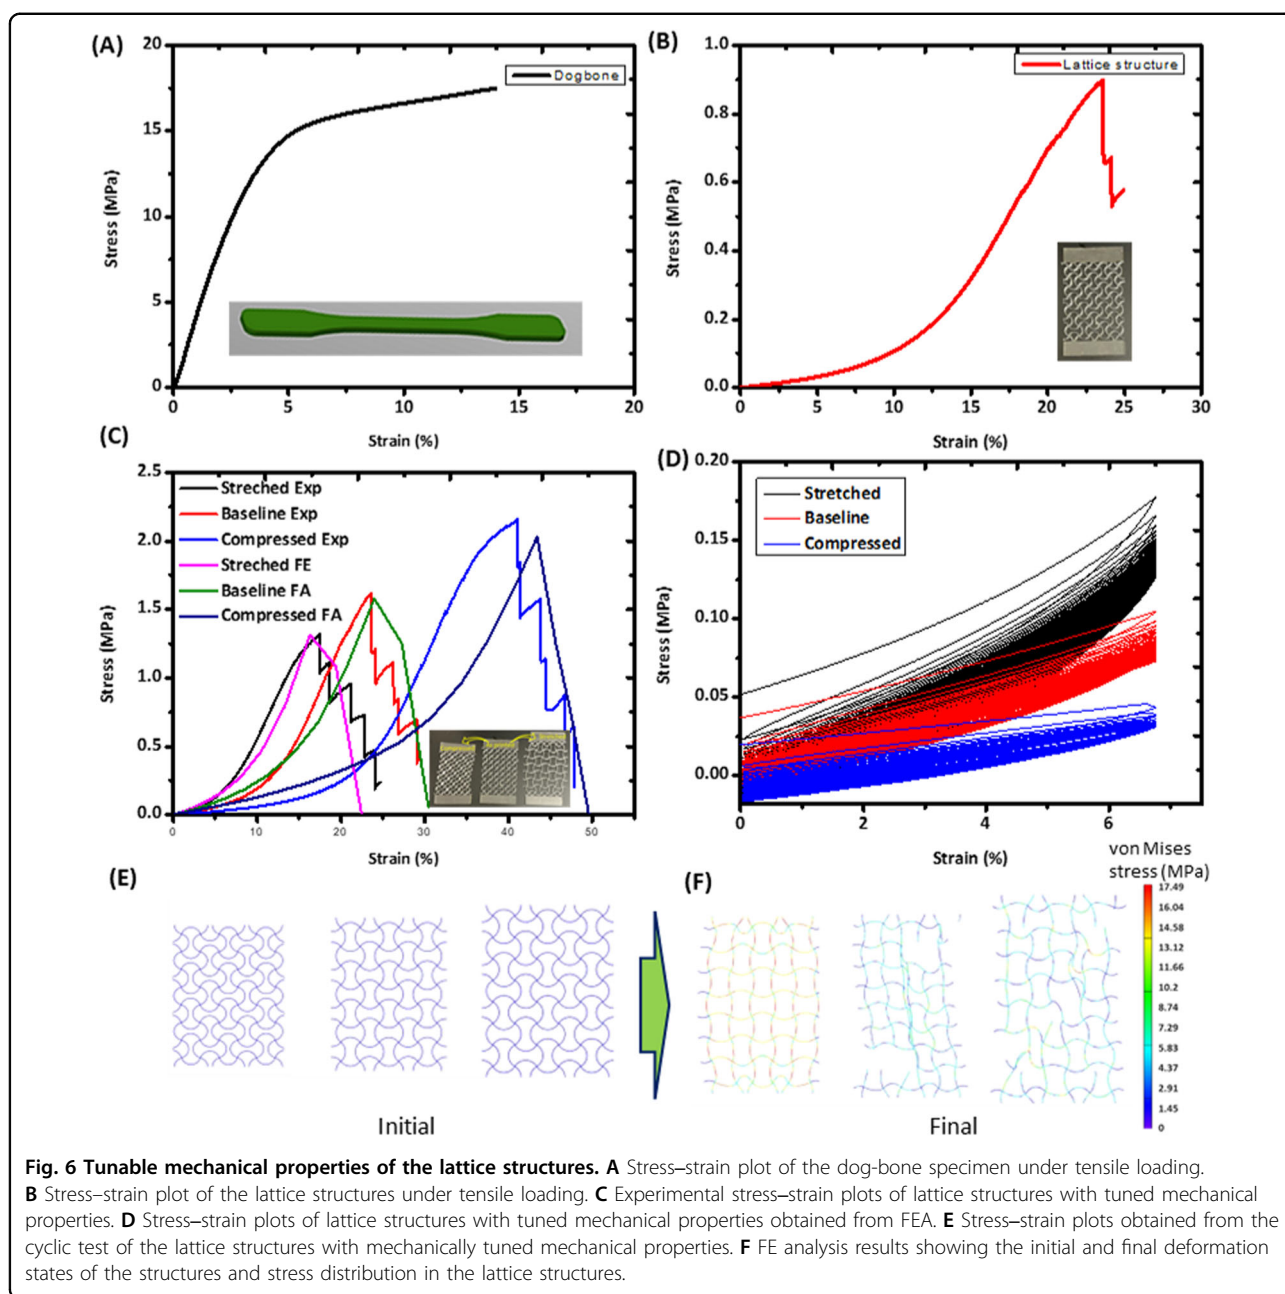 (A)
20
15
10
5
0
Stress (MPa)
Dogbone
0 5 10 15 20
Strain (%)
(B)
1.0
0.8
0.6
0.4
0.2
0.0
Stress (MPa)
Lattice structure
0 5 10 15 20 25 30
Strain (%)
(C)
2.5
2.0
1.5
1.0
0.5
0.0
Stress (MPa)
Streched Exp
Baseline Exp
Compressed Exp
Streched FE
Baseline FA
Compressed FA
0 10 20 30 40 50
Strain (%)
(D)
0.20
0.15
0.10
0.05
0.00
Stress (MPa)
Stretched
Baseline
Compressed
0 2 4 6
Strain (%)
(E)
Initial
(F)
von Mises
stress (MPa)
17.49
16.04
14.58
13.12
11.66
10.2
8.74
7.29
5.83
4.37
2.91
1.45
0
Final
Fig. 6 Tunable mechanical properties of the lattice structures. A Stress–strain plot of the dog-bone specimen under tensile loading.
B Stress–strain plot of the lattice structures under tensile loading. C Experimental stress–strain plots of lattice structures with tuned mechanical
properties. D Stress–strain plots of lattice structures with tuned mechanical properties obtained from FEA. E Stress–strain plots obtained from the
cyclic test of the lattice structures with mechanically tuned mechanical properties. F FE analysis results showing the initial and final deformation
states of the structures and stress distribution in the lattice structures.